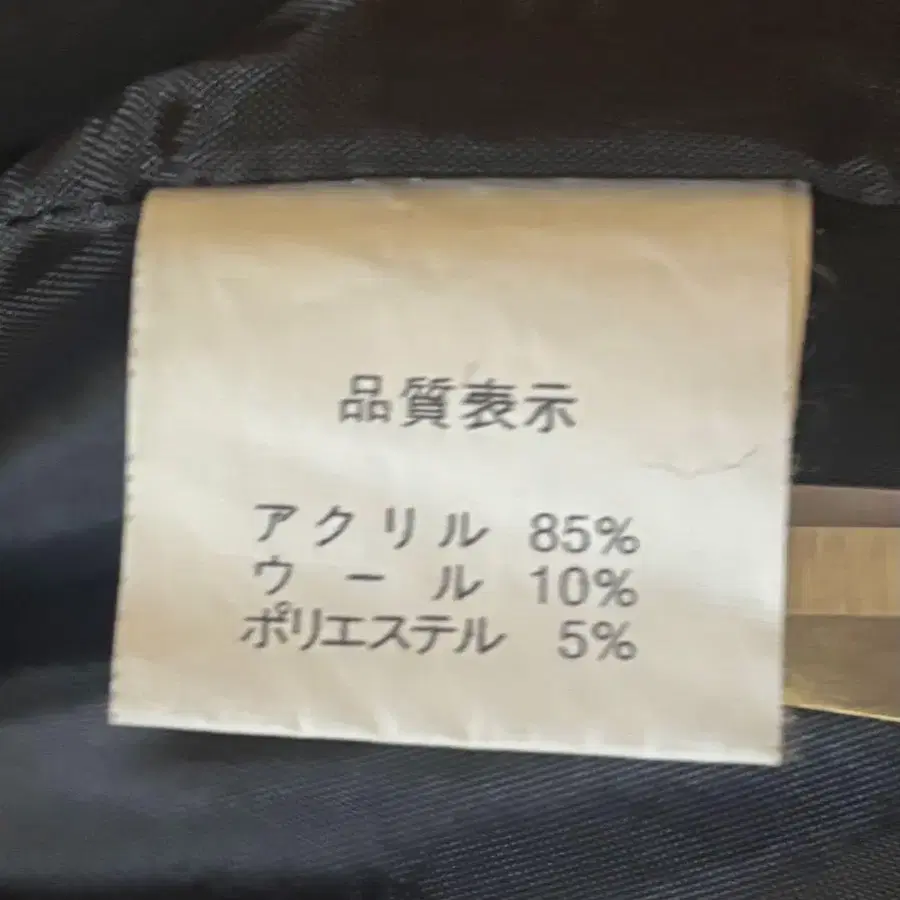 品質表示
アクリル 85%
ウール 10%
ポリエステル 5%